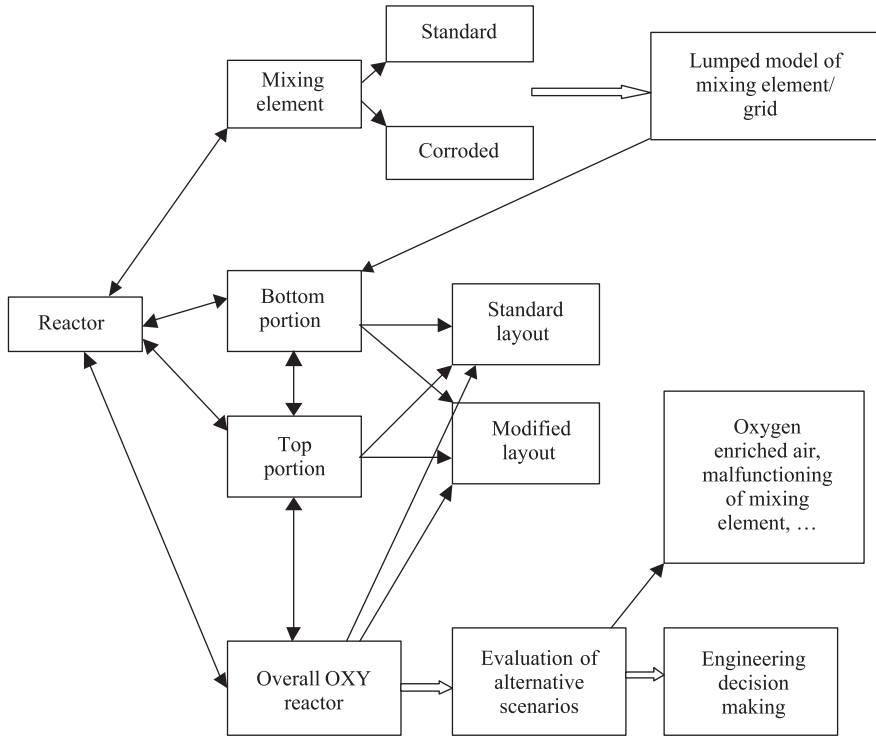 Standard
Mixing
element
Corroded
Lumped model of
mixing element/
grid
Reactor
Bottom
portion
Standard
layout
Top
portion
Modified
layout
Oxygen
enriched air,
malfunctioning
of mixing
element, …
Overall OXY
reactor
Evaluation of
alternative
scenarios
Engineering
decision
making